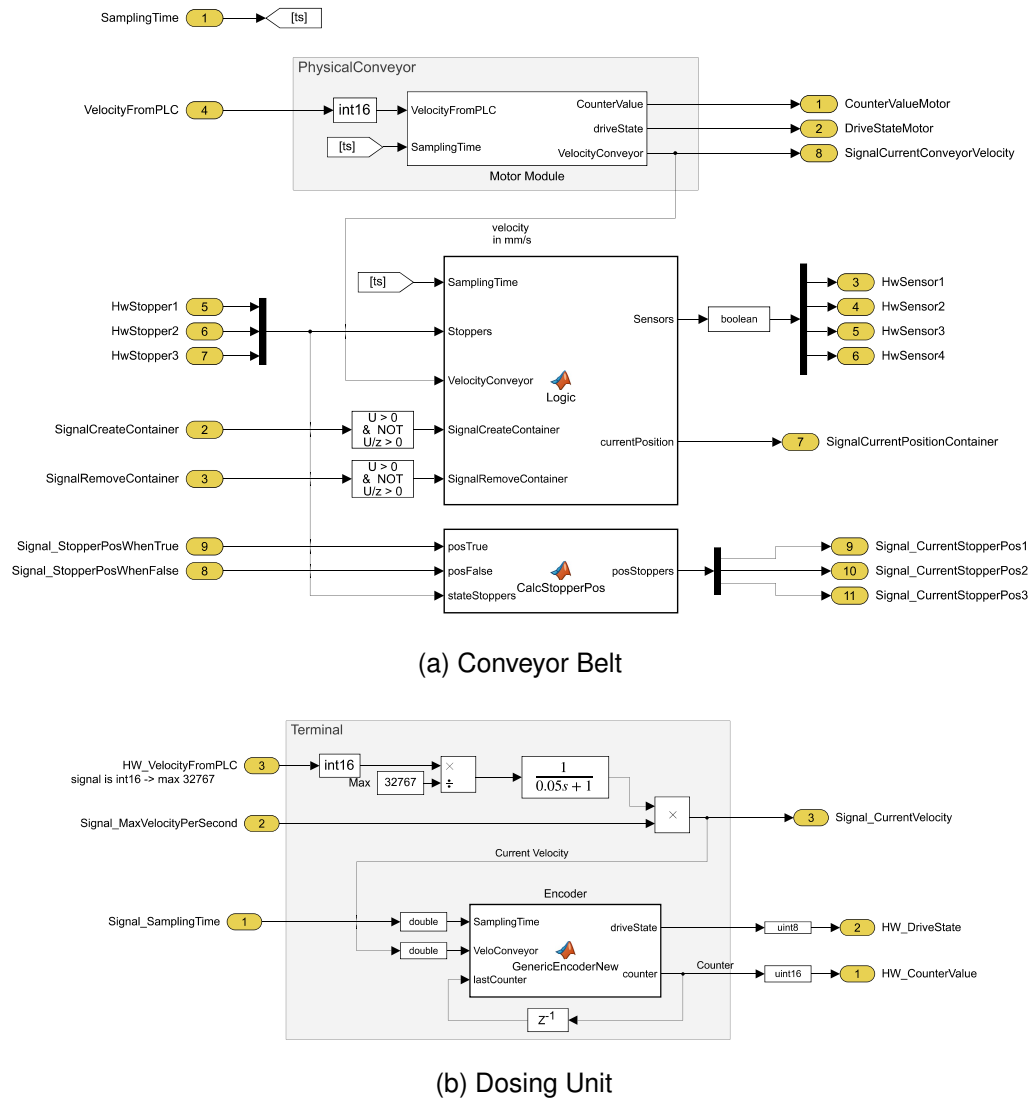 SamplingTime
1
[ts]
PhysicalConveyor
VelocityFromPLC
4
int16
VelocityFromPLC
[ts]
SamplingTime
CounterValue
driveState
VelocityConveyor
Motor Module
1
CounterValueMotor
2
DriveStateMotor
8
SignalCurrentConveyorVelocity
velocity
in mm/s
[ts]
SamplingTime
HwStopper1
5
HwStopper2
6
HwStopper3
7
Stoppers
VelocityConveyor
Logic
Sensors
boolean
3
HwSensor1
4
HwSensor2
5
HwSensor3
6
HwSensor4
SignalCreateContainer
2
U > 0
& NOT
U/z > 0
SignalCreateContainer
currentPosition
7
SignalCurrentPositionContainer
SignalRemoveContainer
3
U > 0
& NOT
U/z > 0
SignalRemoveContainer
Signal_StopperPosWhenTrue
9
Signal_StopperPosWhenFalse
8
posTrue
posFalse
stateStoppers
CalcStopperPos
posStoppers
9
Signal_CurrentStopperPos1
10
Signal_CurrentStopperPos2
11
Signal_CurrentStopperPos3
(a) Conveyor Belt
Terminal
HW_VelocityFromPLC
signal is int16 -> max 32767
3
int16
Max
32767
×
÷
1
0.05s + 1
×
Signal_MaxVelocityPerSecond
2
3
Signal_CurrentVelocity
Current Velocity
Encoder
Signal_SamplingTime
1
double
SamplingTime
double
VeloConveyor
GenericEncoderNew
lastCounter
driveState
counter
Counter
uint8
2
HW_DriveState
uint16
1
HW_CounterValue
Z-1
(b) Dosing Unit